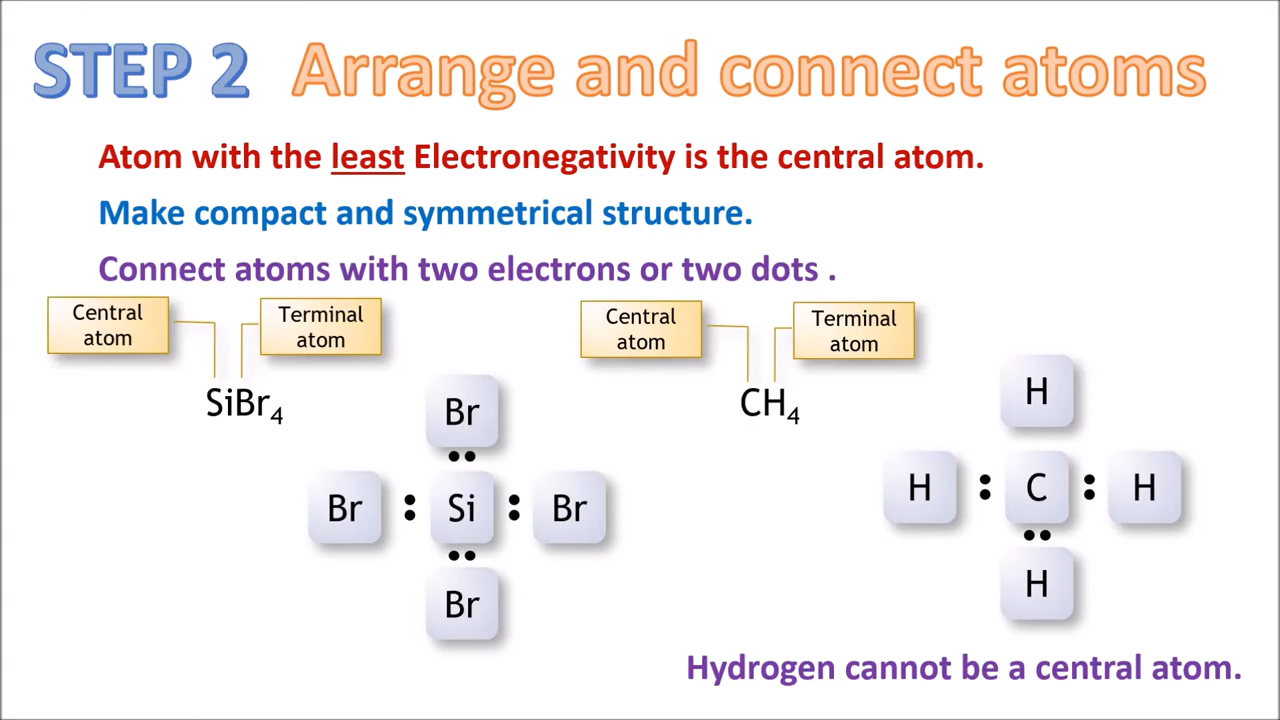 STEP 2 Arrange and connect atoms
Atom with the least Electronegativity is the central atom.
Make compact and symmetrical structure.
Connect atoms with two electrons or two dots .
Central
atom
Terminal
atom
SiBr₄
Br
Br : Si : Br
Br
Central
atom
Terminal
atom
CH₄
H
H : C : H
H
Hydrogen cannot be a central atom.